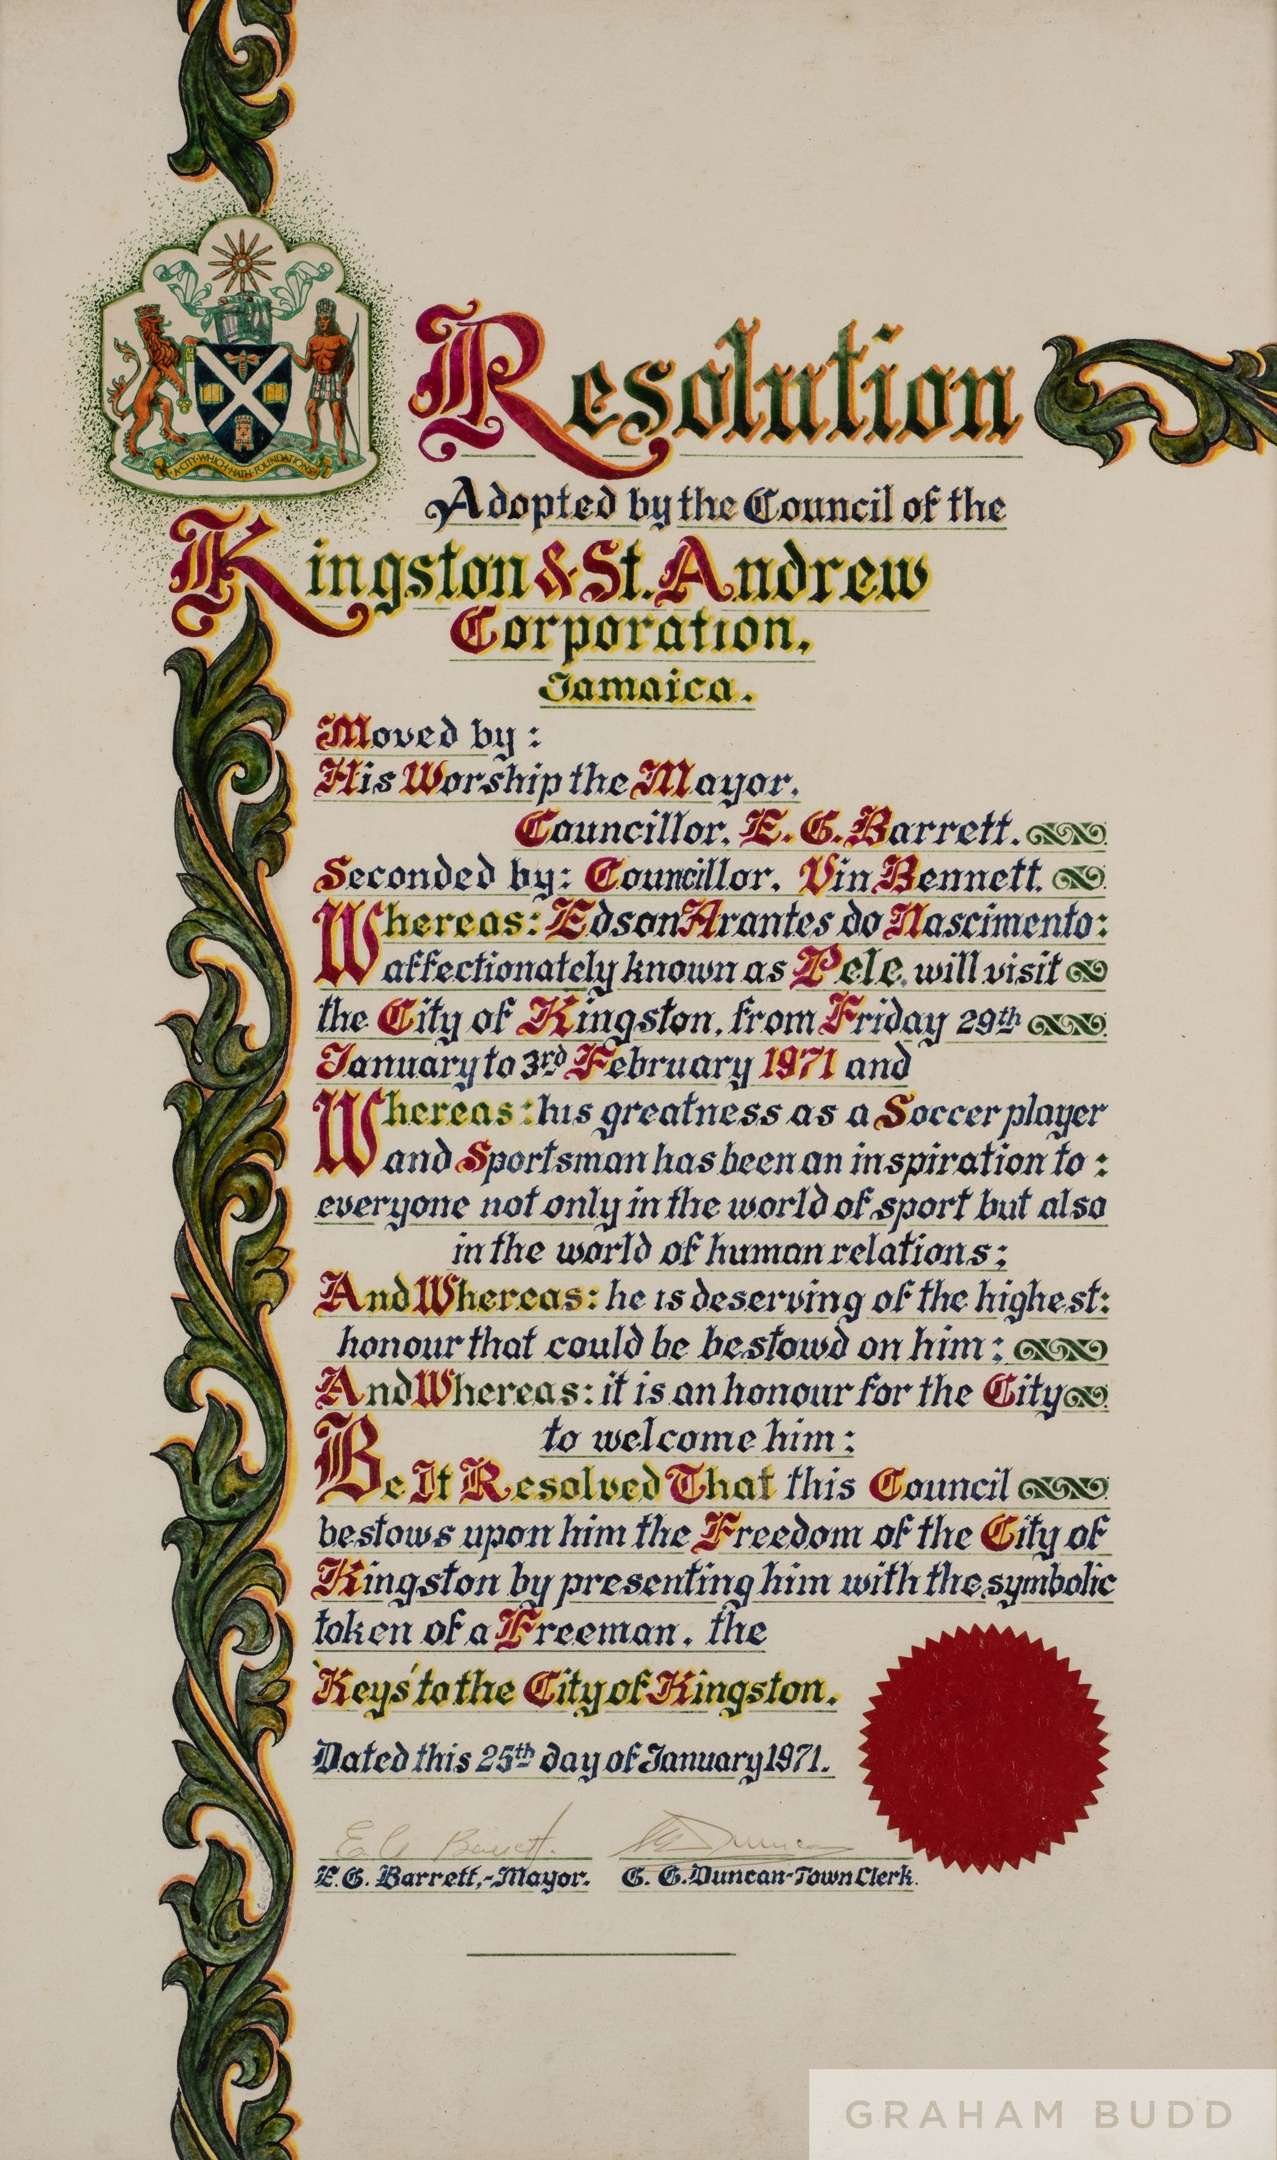 A·CITY·WHICH·HATH·FOUNDATIONS
Resolution
Adopted by the Council of the
Kingston & St. Andrew
Corporation,
Jamaica.
Moved by:
His Worship the Mayor,
Councillor, E. G. Barrett.
Seconded by: Councillor, Vin Bennett.
Whereas: Edson Arantes do Nascimento:
affectionately known as Pele, will visit
the City of Kingston, from Friday 29th
January to 3rd February 1971 and
Whereas: his greatness as a Soccer player
and Sportsman has been an inspiration to :
everyone not only in the world of sport but also
in the world of human relations;
And Whereas: he is deserving of the highest:
honour that could be bestowd on him;
And Whereas: it is an honour for the City
to welcome him:
Be It Resolved That this Council
bestows upon him the Freedom of the City of
Kingston by presenting him with the symbolic
token of a Freeman, the
'Keys' to the City of Kingston.
Dated this 25th day of January 1971.
E G Barrett. GG Duncan
E. G. Barrett,-Mayor. G. G. Duncan-Town Clerk.
GRAHAM BUDD